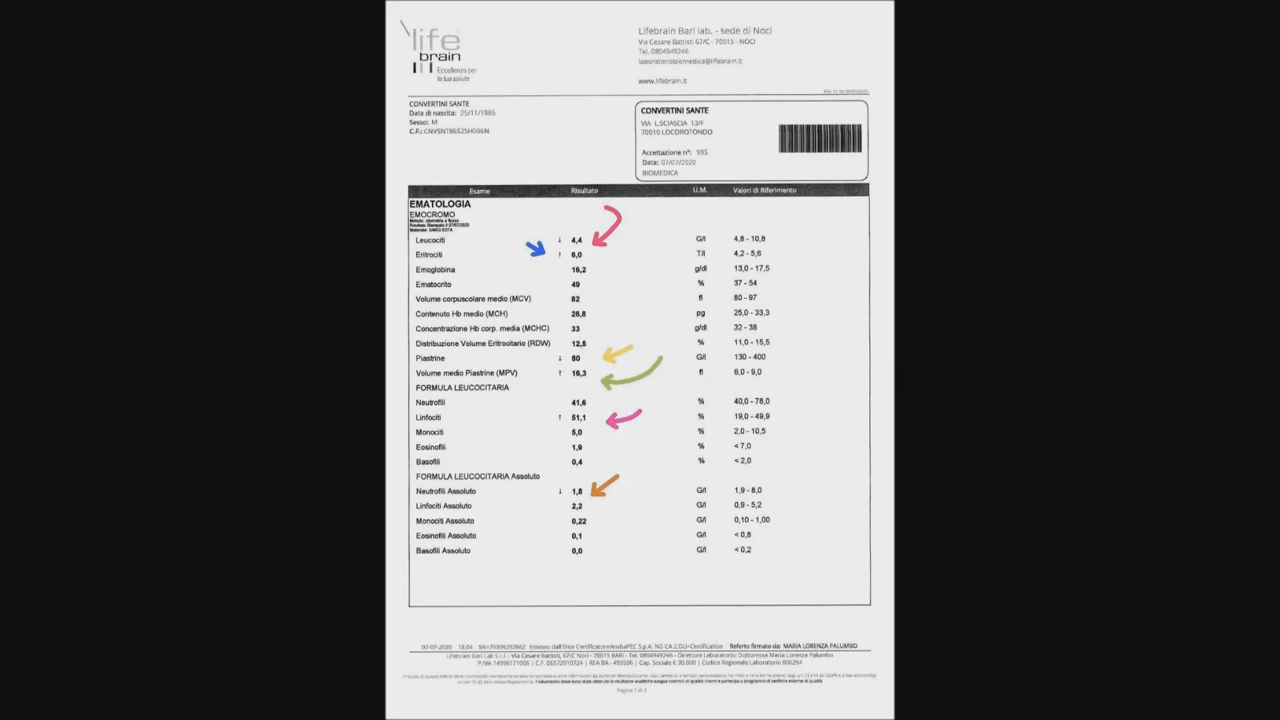 life
brain
Eccellenza per
la tua salute
Lifebrain Bari lab. - sede di Noci
Via Cesare Battisti 67/C - 70015 - NOCI
Tel. 0804949246
laboratoriobiomedica@lifebrain.it
www.lifebrain.it
CONVERTINI SANTE
Data di nascita: 25/11/1986
Sesso: M
C.F.: CNVSNT86S25H096N
CONVERTINI SANTE
VIA L.SCIASCIA 13/F
70010 LOCOROTONDO
Accettazione n°: 995
Data: 07/07/2020
BIOMEDICA
Esame Risultato U.M. Valori di Riferimento
EMATOLOGIA
EMOCROMO
Leucociti ↓ 4,4 G/l 4,8 - 10,8
Eritrociti ↑ 6,0 T/l 4,2 - 5,6
Emoglobina 16,2 g/dl 13,0 - 17,5
Ematocrito 49 % 37 - 54
Volume corpuscolare medio (MCV) 82 fl 80 - 97
Contenuto Hb medio (MCH) 26,8 pg 25,0 - 33,3
Concentrazione Hb corp. media (MCHC) 33 g/dl 32 - 38
Distribuzione Volume Eritrocitario (RDW) 12,5 % 11,0 - 15,5
Piastrine ↓ 80 G/l 130 - 400
Volume medio Piastrine (MPV) ↑ 16,3 fl 6,0 - 9,0
FORMULA LEUCOCITARIA
Neutrofili 41,6 % 40,0 - 78,0
Linfociti ↑ 51,1 % 19,0 - 49,9
Monociti 5,0 % 2,0 - 10,5
Eosinofili 1,9 % < 7,0
Basofili 0,4 % < 2,0
FORMULA LEUCOCITARIA Assoluto
Neutrofili Assoluto ↓ 1,8 G/l 1,9 - 8,0
Linfociti Assoluto 2,2 G/l 0,9 - 5,2
Monociti Assoluto 0,22 G/l 0,10 - 1,00
Eosinofili Assoluto 0,1 G/l < 0,8
Basofili Assoluto 0,0 G/l < 0,2
07-07-2020 18.04 Referto firmato da: MARIA LORENZA PALUMBO
Lifebrain Bari Lab S.r.l. - Via Cesare Battisti, 67/C Noci - 70015 BARI - Tel. 0804949246 - Direttore Laboratorio: Dottoressa Maria Lorenza Palumbo
P.IVA 14996171006 | C.F. 06572910724 | REA BA - 495596 | Cap. Sociale € 30.000 | Codice Regionale Laboratorio 000294
Pagina 1 di 2